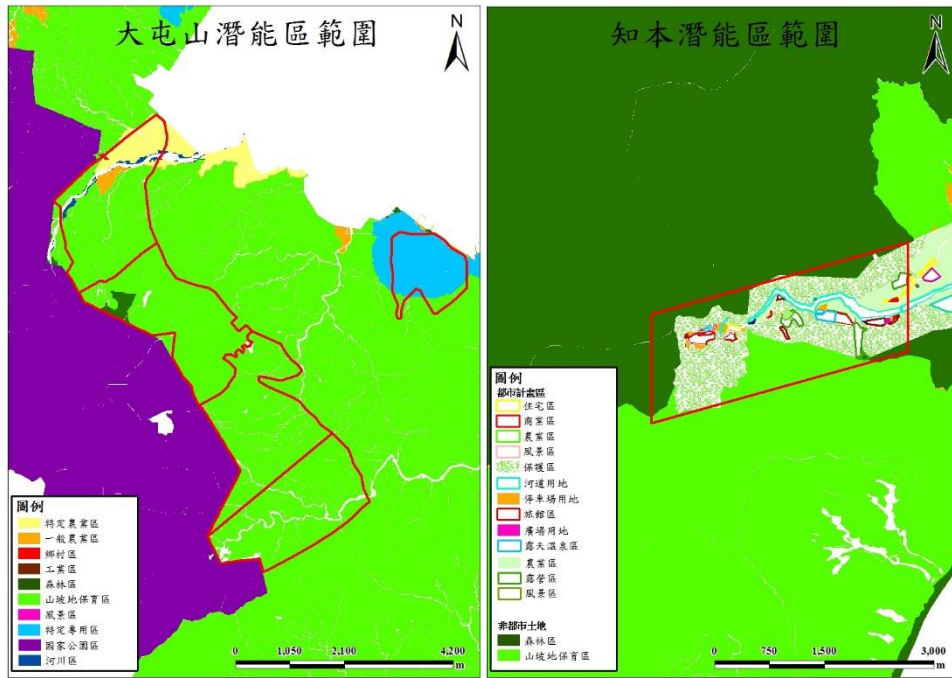 大屯山潛能區範圍
N
圖例
特定農業區
一般農業區
鄉村區
工業區
森林區
山坡地保育區
風景區
特定專用區
國家公園區
河川區
0 1,050 2,100 4,200
m
知本潛能區範圍
N
圖例
都市計畫區
住宅區
商業區
農業區
風景區
保護區
河道用地
停車場用地
旅館區
廣場用地
露天溫泉區
農業區
露營區
風景區
非都市土地
森林區
山坡地保育區
0 750 1,500 3,000
m